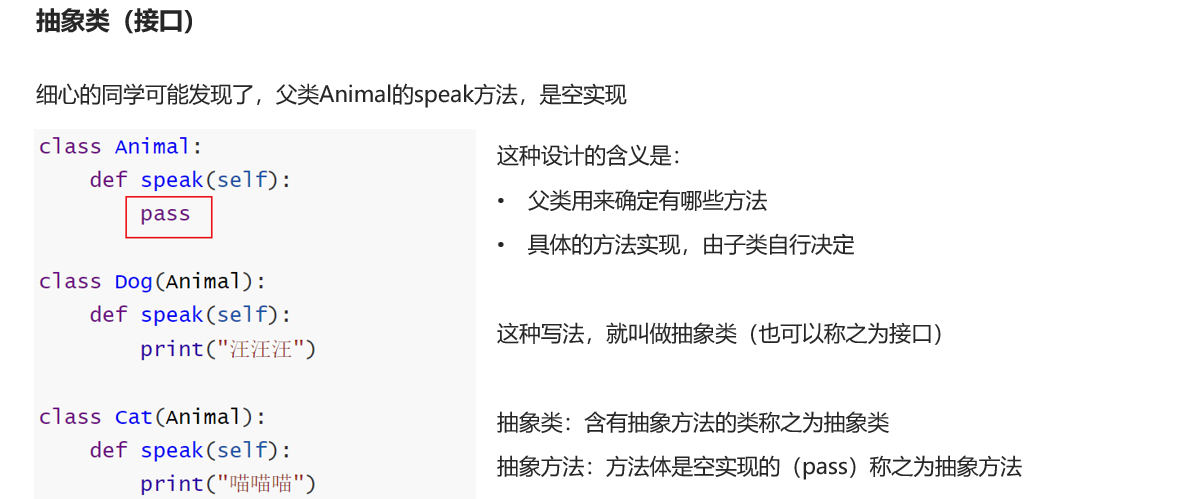 抽象类（接口）
细心的同学可能发现了，父类Animal的speak方法，是空实现
class Animal:
    def speak(self):
        pass
class Dog(Animal):
    def speak(self):
        print("汪汪汪")
class Cat(Animal):
    def speak(self):
        print("喵喵喵")
这种设计的含义是：
• 父类用来确定有哪些方法
• 具体的方法实现，由子类自行决定
这种写法，就叫做抽象类（也可以称之为接口）
抽象类：含有抽象方法的类称之为抽象类
抽象方法：方法体是空实现的（pass）称之为抽象方法